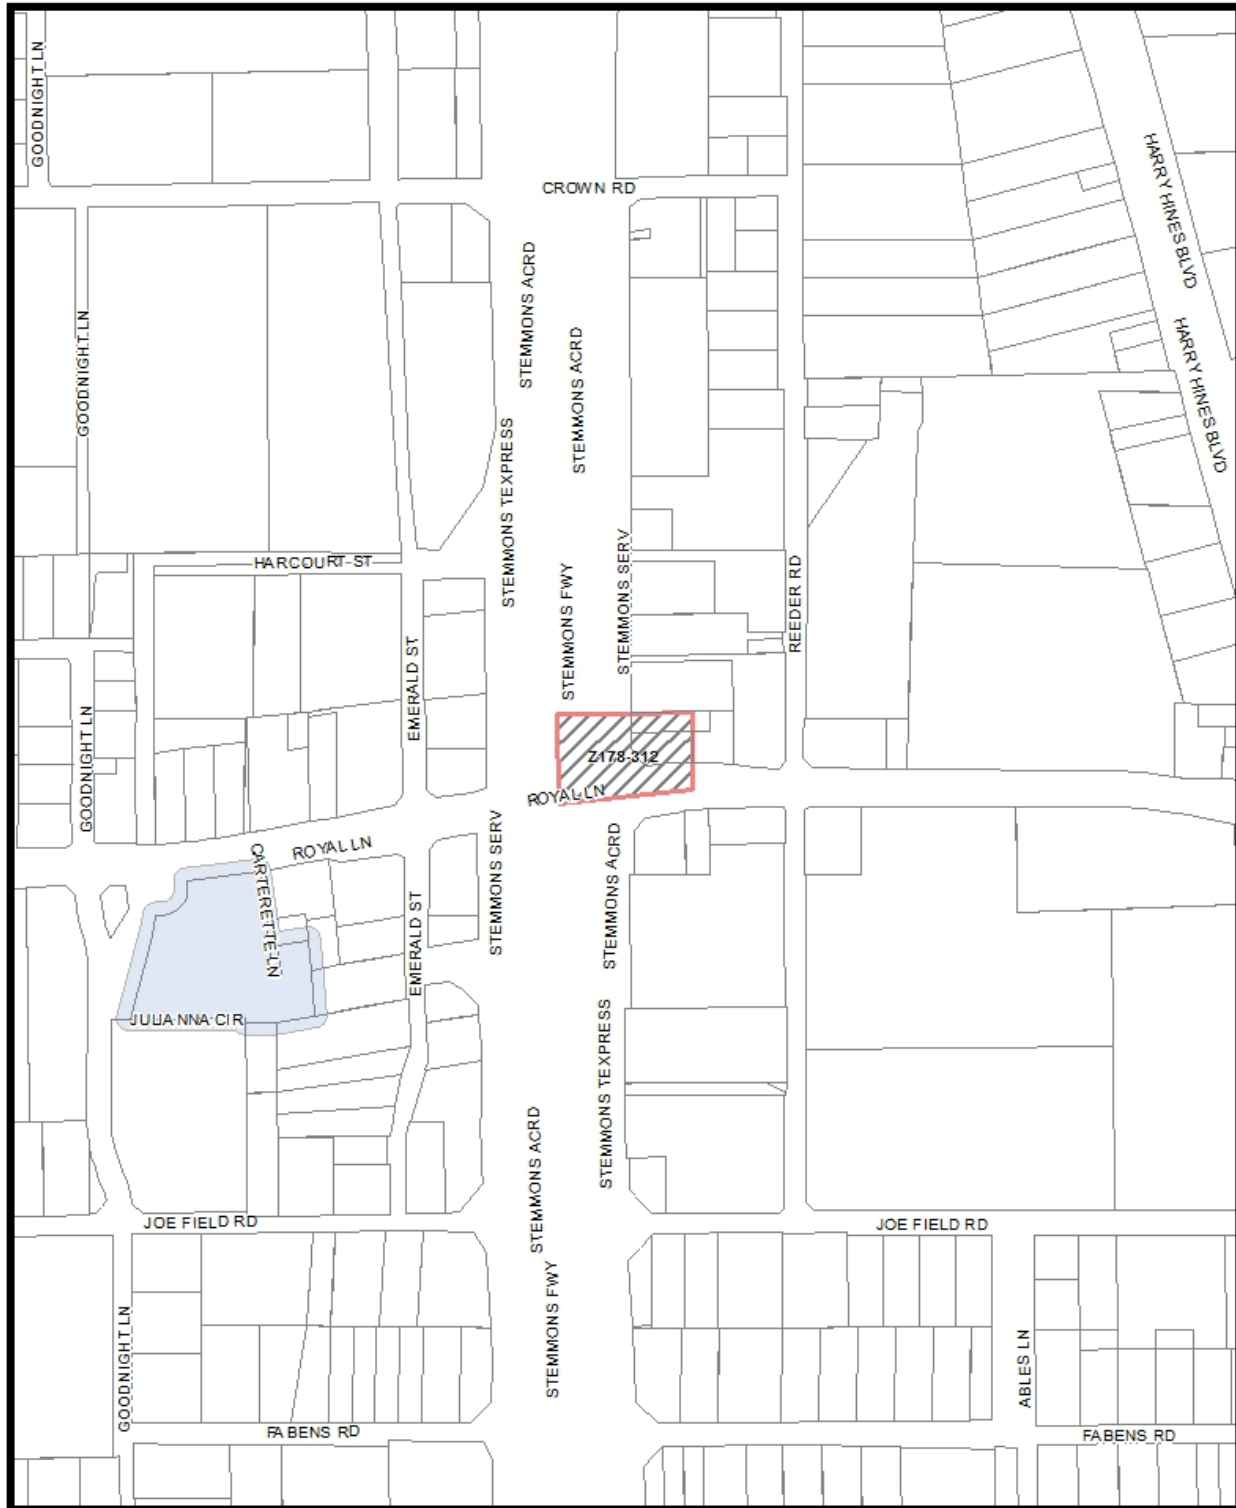 GOODNIGHT LN
HARRY HINES BLVD
CROWN RD
STEMMONS ACRD
GOODNIGHT LN
HARRY HINES BLVD
STEMMONS ACRD
STEMMONS TEXPRESS
STEMMONS SERV
HARCOURT ST
STEMMONS FWY
REEDER RD
EMERALD ST
GOODNIGHT LN
Z178-312
ROYAL LN
STEMMONS SERV
STEMMONS ACRD
ROYAL LN
CARTERETTE LN
EMERALD ST
JULIANNA CIR
STEMMONS TEXPRESS
STEMMONS ACRD
JOE FIELD RD
JOE FIELD RD
STEMMONS FWY
GOODNIGHT LN
ABLES LN
FABENS RD
FABENS RD